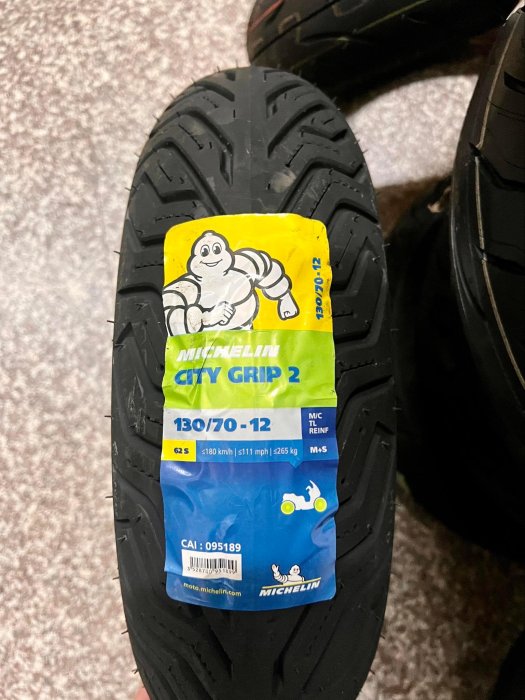 130/70-12
MICHELIN
CITY GRIP 2
130/70 - 12
M/C
TL
REINF
62 S
≤180 km/h | ≤111 mph | ≤265 kg
M+S
CAI : 095189
moto.michelin.com
MICHELIN